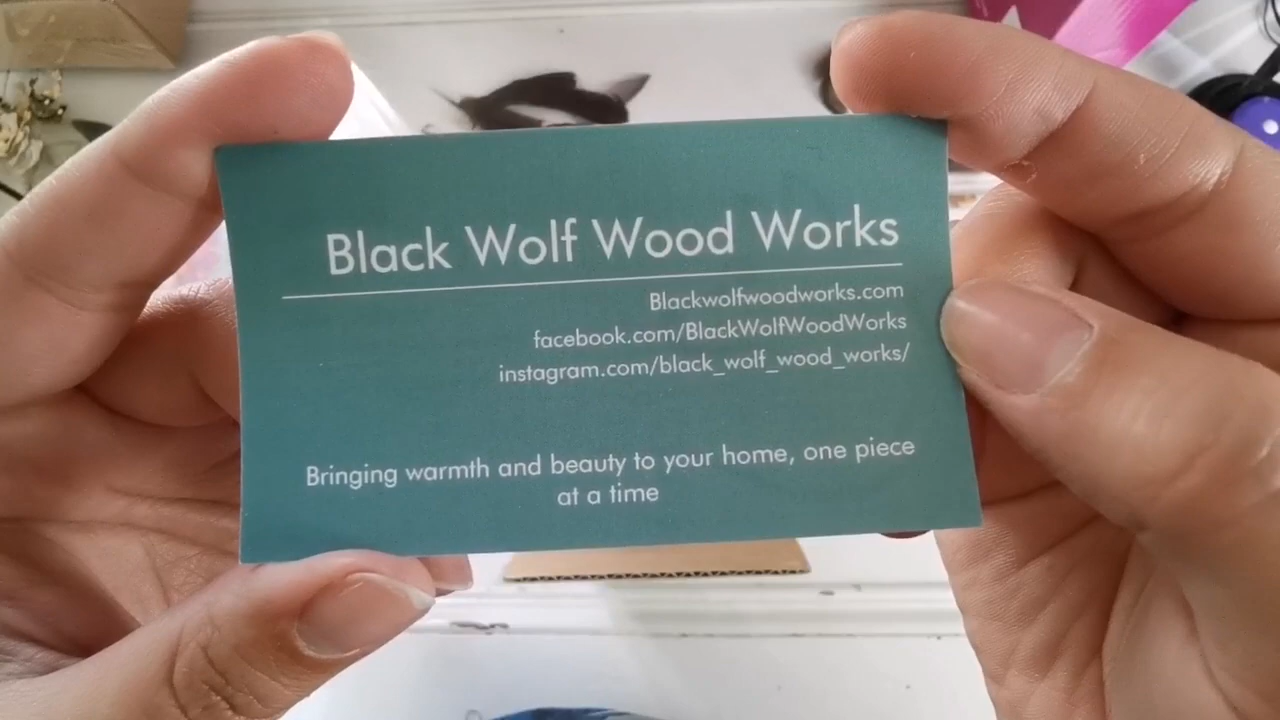 Black Wolf Wood Works
Blackwolfwoodworks.com
facebook.com/BlackWolfWoodWorks
instagram.com/black_wolf_wood_works/
Bringing warmth and beauty to your home, one piece
at a time